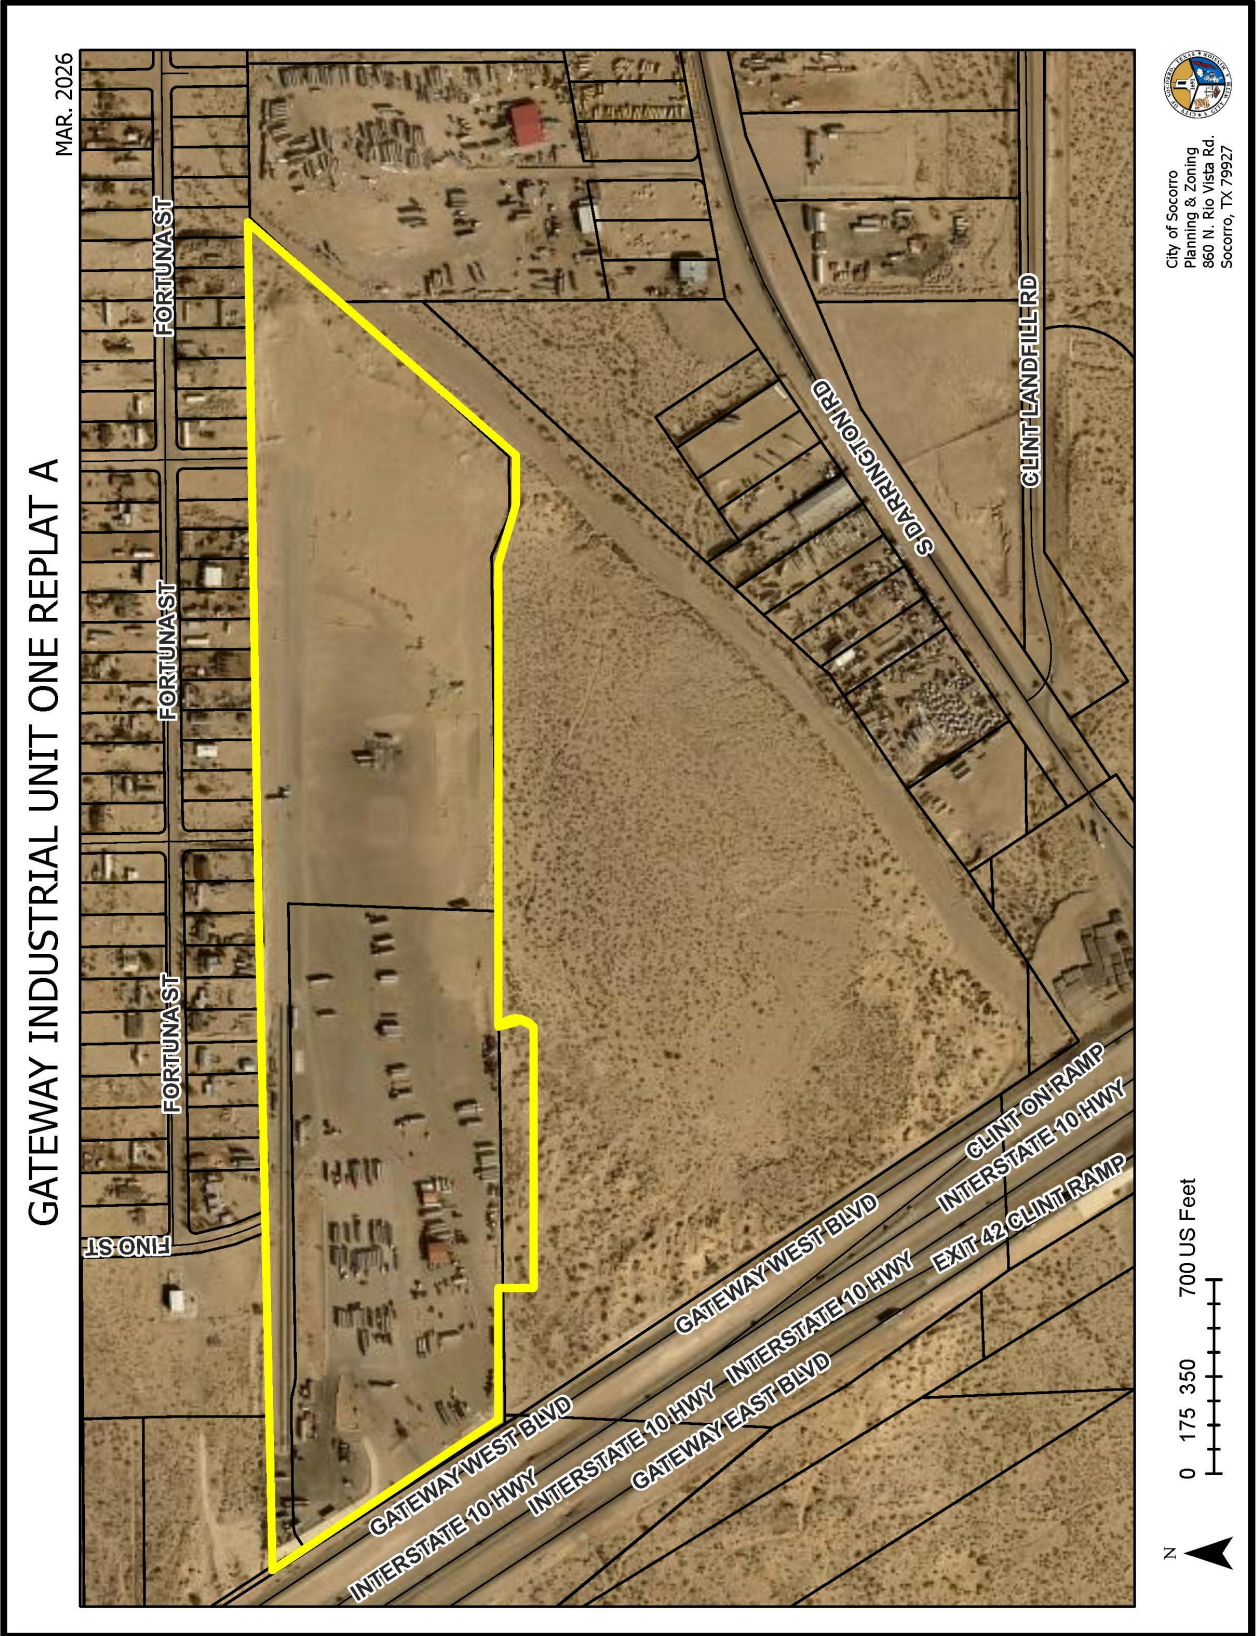 GATEWAY INDUSTRIAL UNIT ONE REPLAT A
MAR. 2026
FORTUNA ST
FORTUNA ST
FORTUNA ST
FINO ST
S DARRINGTON RD
CLINT LANDFILL RD
GATEWAY WEST BLVD
GATEWAY WEST BLVD
CLINT ON RAMP
INTERSTATE 10 HWY
INTERSTATE 10 HWY
INTERSTATE 10 HWY
INTERSTATE 10 HWY
EXIT 42 CLINT RAMP
GATEWAY EAST BLVD
N
0 175 350 700 US Feet
City of Socorro
Planning & Zoning
860 N. Rio Vista Rd.
Socorro, TX 79927